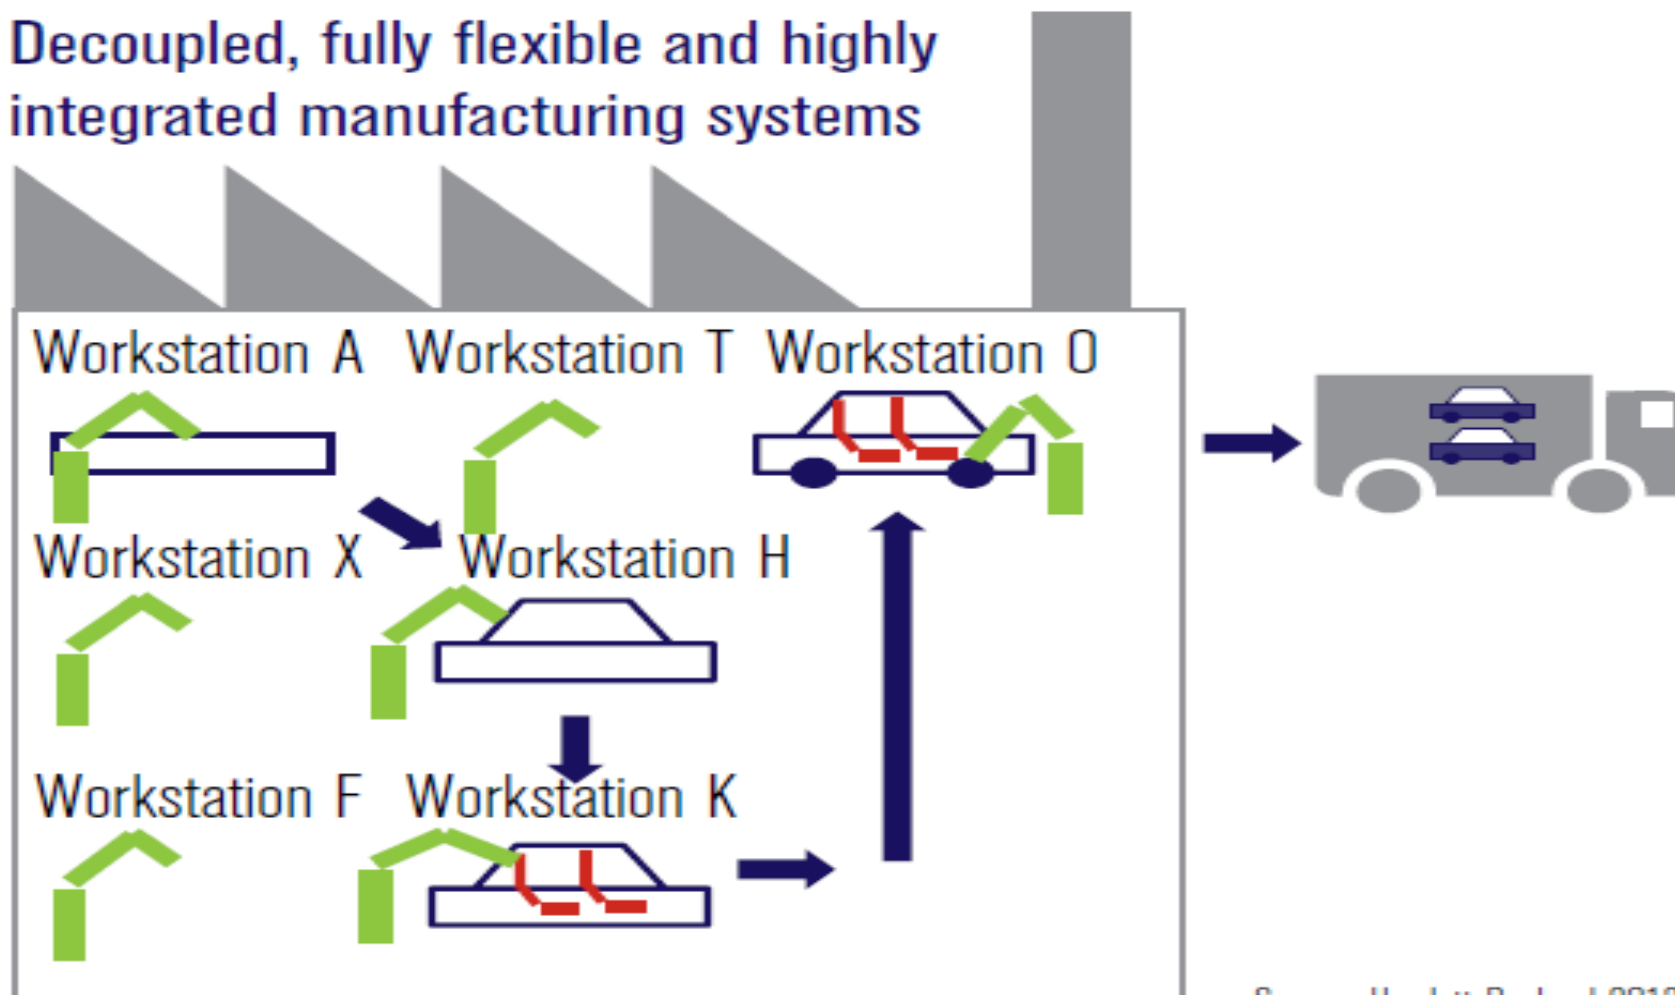 Decoupled, fully flexible and highly
integrated manufacturing systems
Workstation A Workstation T Workstation O
Workstation X Workstation H
Workstation F Workstation K